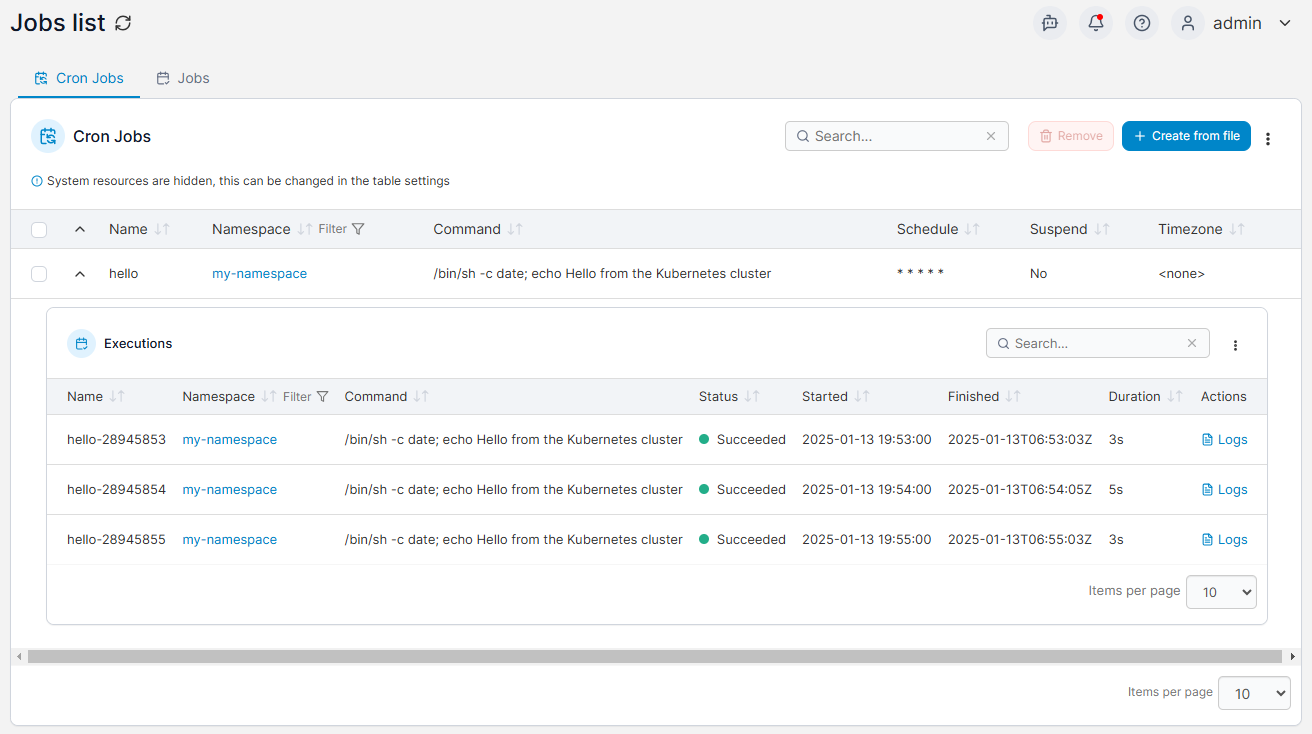 Jobs list
admin
Cron Jobs Jobs
Cron Jobs
Search...
Remove
Create from file
System resources are hidden, this can be changed in the table settings
Name Namespace Filter Command Schedule Suspend Timezone
hello my-namespace /bin/sh -c date; echo Hello from the Kubernetes cluster * * * * * No <none>
Executions
Search...
Name Namespace Filter Command Status Started Finished Duration Actions
hello-28945853 my-namespace /bin/sh -c date; echo Hello from the Kubernetes cluster Succeeded 2025-01-13 19:53:00 2025-01-13T06:53:03Z 3s Logs
hello-28945854 my-namespace /bin/sh -c date; echo Hello from the Kubernetes cluster Succeeded 2025-01-13 19:54:00 2025-01-13T06:54:05Z 5s Logs
hello-28945855 my-namespace /bin/sh -c date; echo Hello from the Kubernetes cluster Succeeded 2025-01-13 19:55:00 2025-01-13T06:55:03Z 3s Logs
Items per page 10
Items per page 10